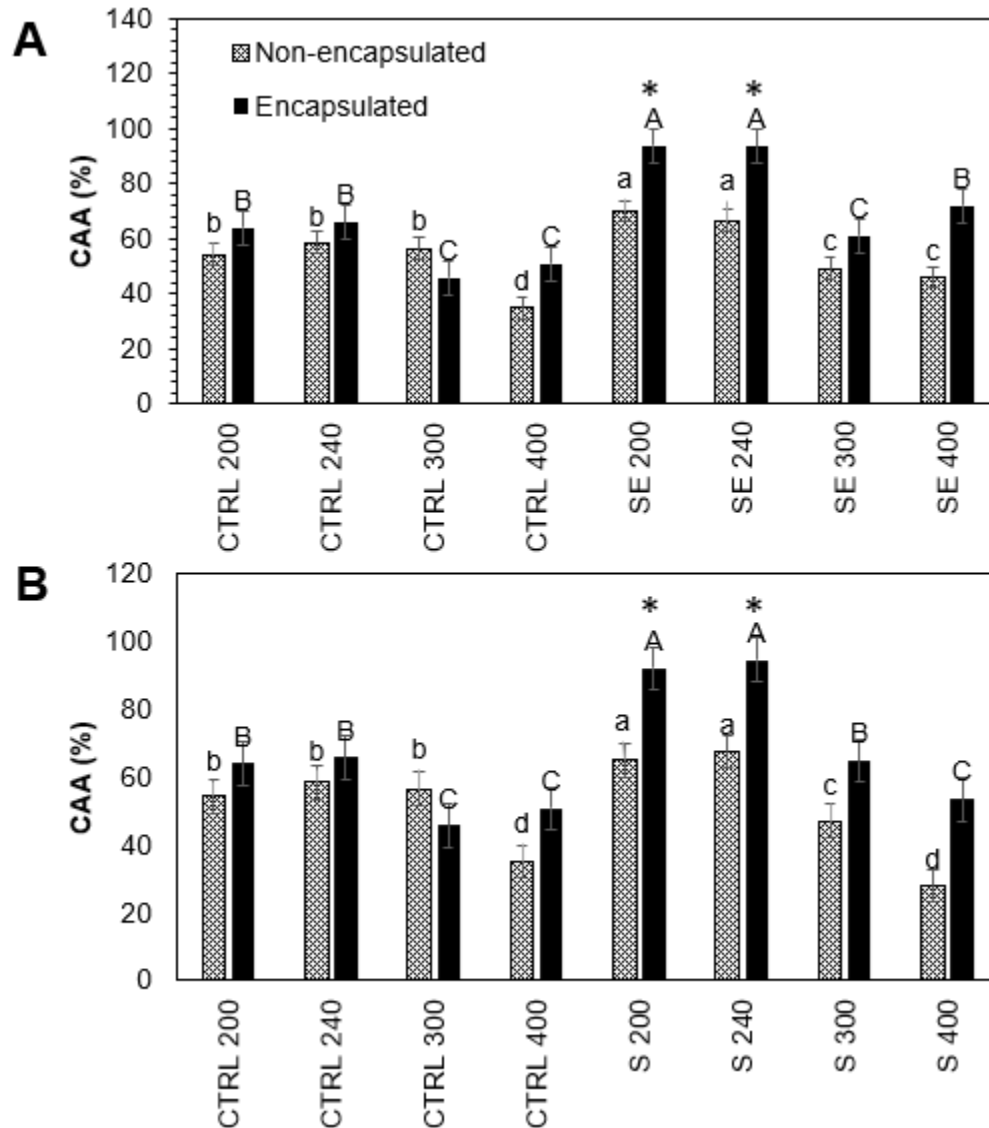 A
CAA (%)
140
120
100
80
60
40
20
0
Non-encapsulated
Encapsulated
b B b B b C d C a * A a * A c C c B
CTRL 200
CTRL 240
CTRL 300
CTRL 400
SE 200
SE 240
SE 300
SE 400
B
CAA (%)
120
100
80
60
40
20
0
b B b B b C d C a * A a * A c B d C
CTRL 200
CTRL 240
CTRL 300
CTRL 400
S 200
S 240
S 300
S 400